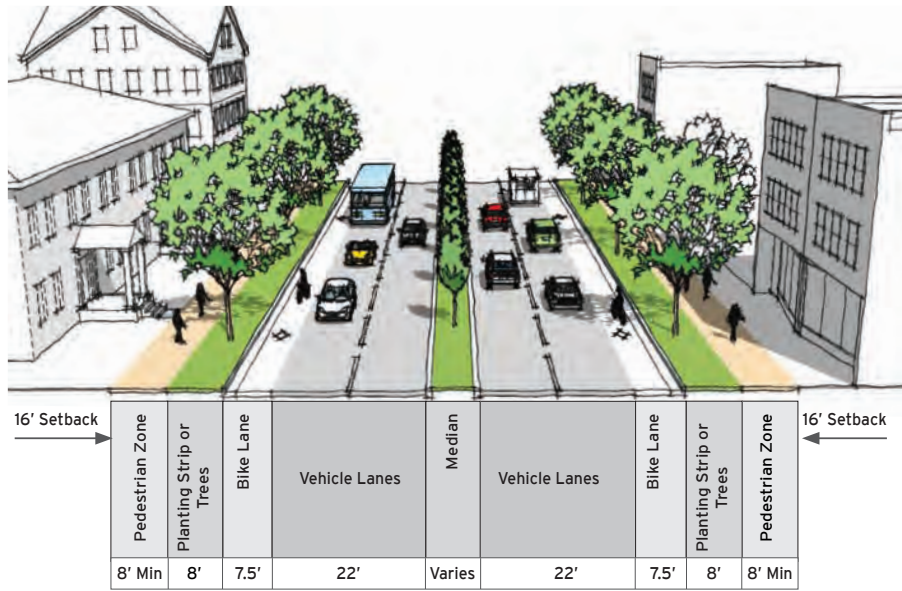 16' Setback
Pedestrian Zone
Planting Strip or
Trees
Bike Lane
Vehicle Lanes
Median
Vehicle Lanes
Bike Lane
Planting Strip or
Trees
Pedestrian Zone
16' Setback
8' Min
8'
7.5'
22'
Varies
22'
7.5'
8'
8' Min